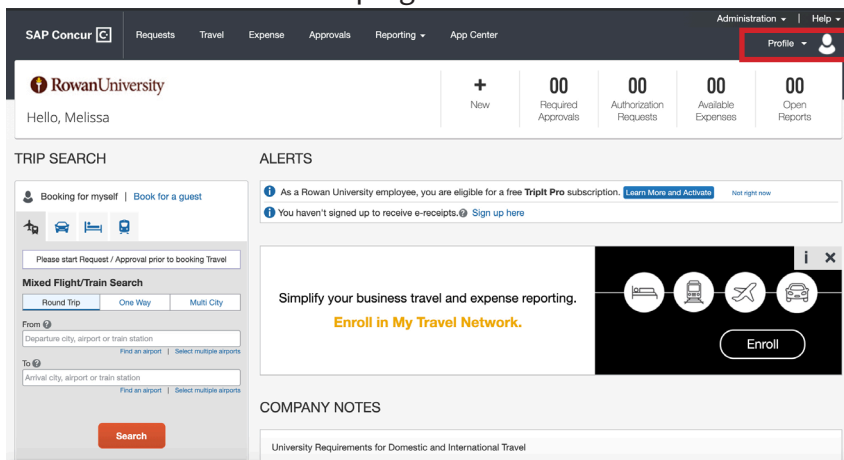 Administration | Help
SAP Concur C Requests Travel Expense Approvals Reporting App Center
Profile
RowanUniversity
Hello, Melissa
+ New
00 Required Approvals
00 Authorization Requests
00 Available Expenses
00 Open Reports
TRIP SEARCH
Booking for myself | Book for a guest
Please start Request / Approval prior to booking Travel
Mixed Flight/Train Search
Round Trip One Way Multi City
From ?
Departure city, airport or train station
Find an airport | Select multiple airports
To ?
Arrival city, airport or train station
Find an airport | Select multiple airports
Search
ALERTS
As a Rowan University employee, you are eligible for a free TripIt Pro subscription. Learn More and Activate Not right now
You haven't signed up to receive e-receipts. ? Sign up here
Simplify your business travel and expense reporting.
Enroll in My Travel Network.
i X
Enroll
COMPANY NOTES
University Requirements for Domestic and International Travel